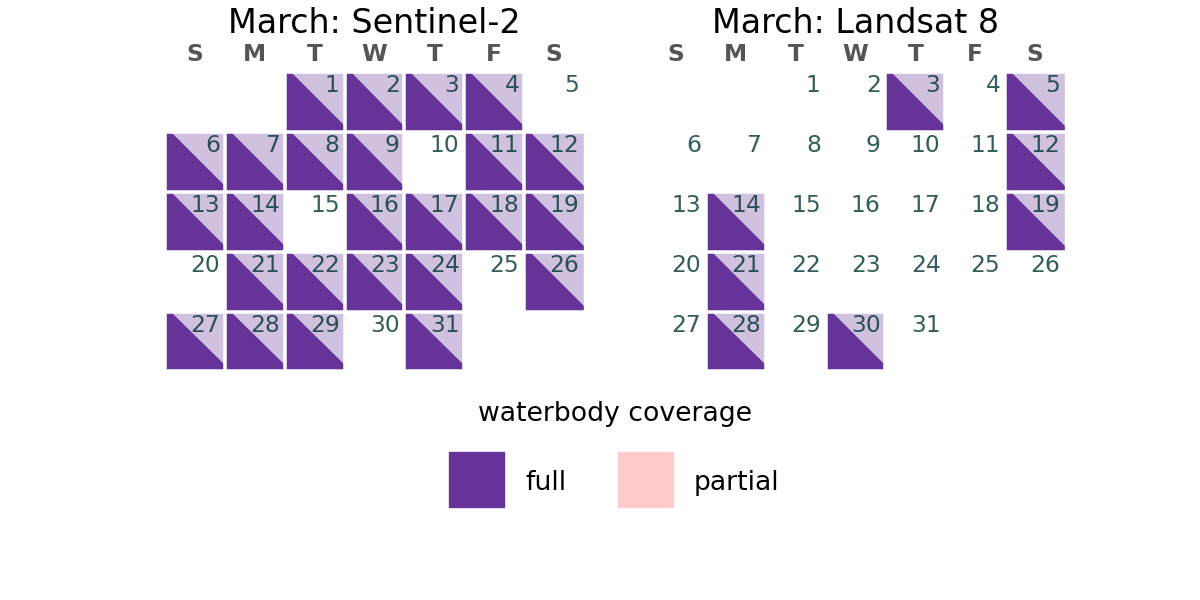 March: Sentinel-2
S M T W T F S
1 2 3 4 5
6 7 8 9 10 11 12
13 14 15 16 17 18 19
20 21 22 23 24 25 26
27 28 29 30 31
March: Landsat 8
S M T W T F S
1 2 3 4 5
6 7 8 9 10 11 12
13 14 15 16 17 18 19
20 21 22 23 24 25 26
27 28 29 30 31
waterbody coverage
full partial